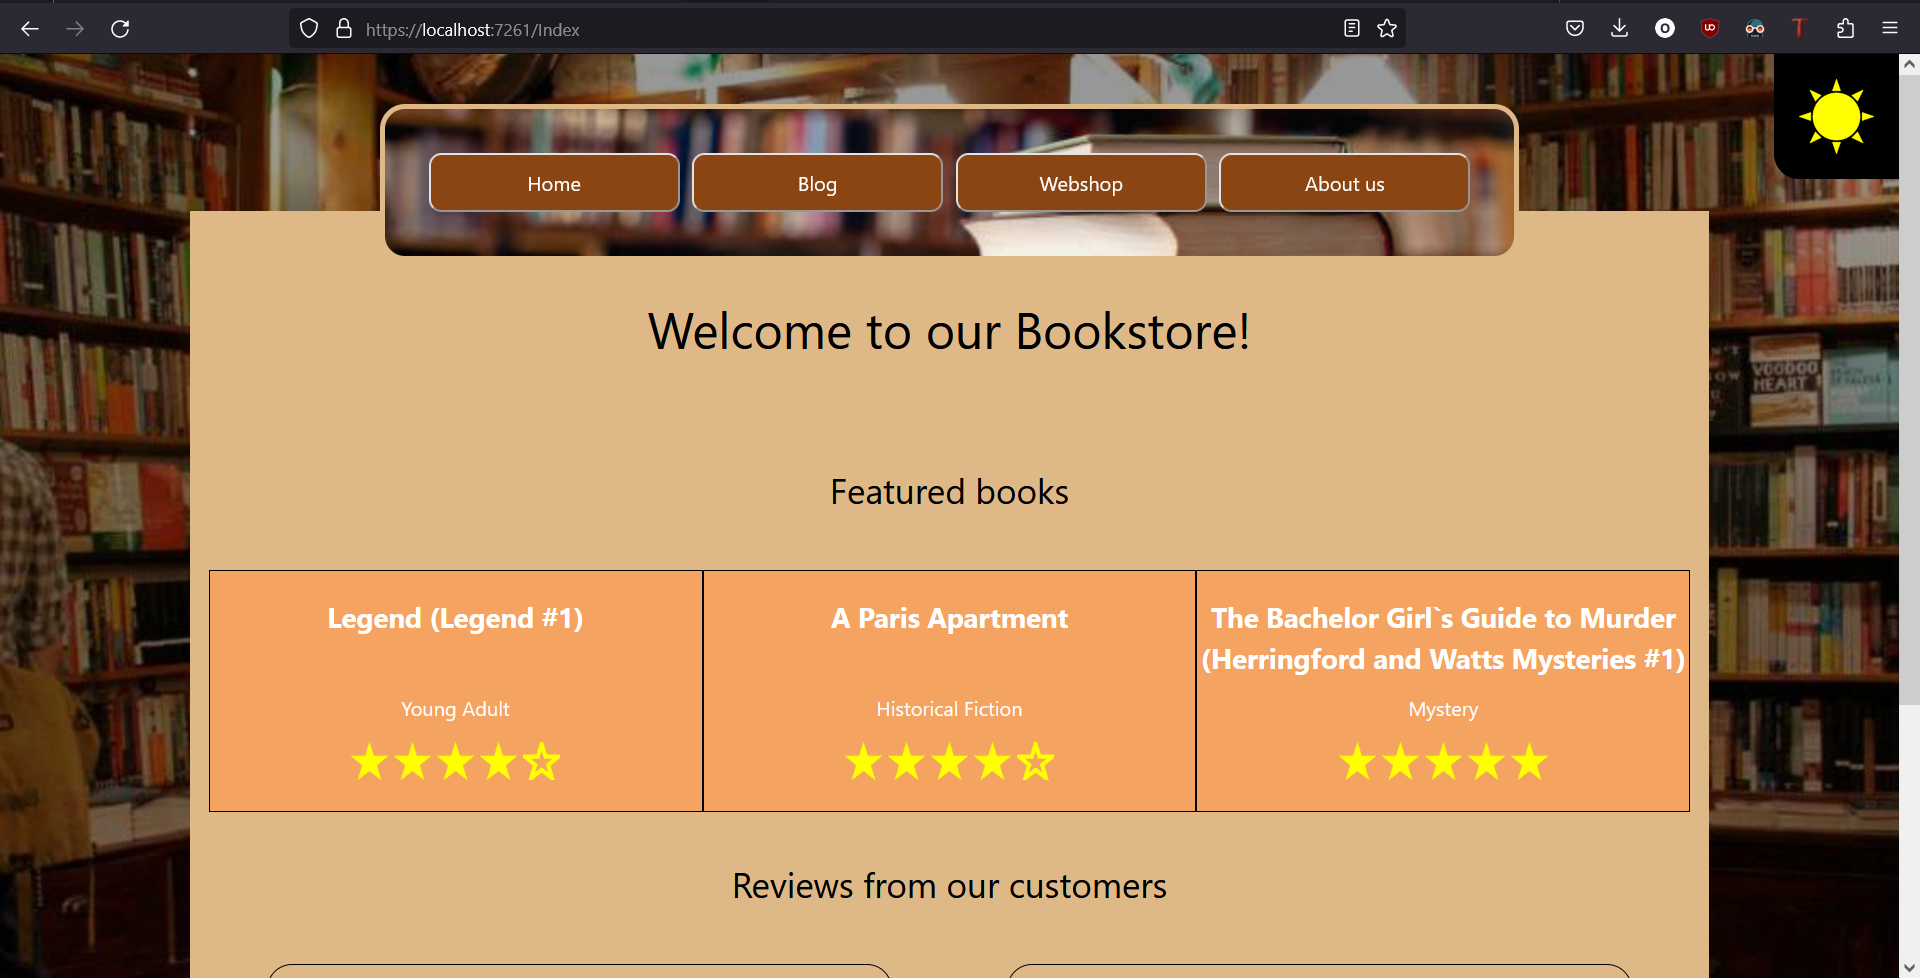 https://localhost:7261/Index
Home
Blog
Webshop
About us
VOODOO
HEART
Welcome to our Bookstore!
Featured books
Legend (Legend #1)
Young Adult
A Paris Apartment
Historical Fiction
The Bachelor Girl`s Guide to Murder
(Herringford and Watts Mysteries #1)
Mystery
Reviews from our customers